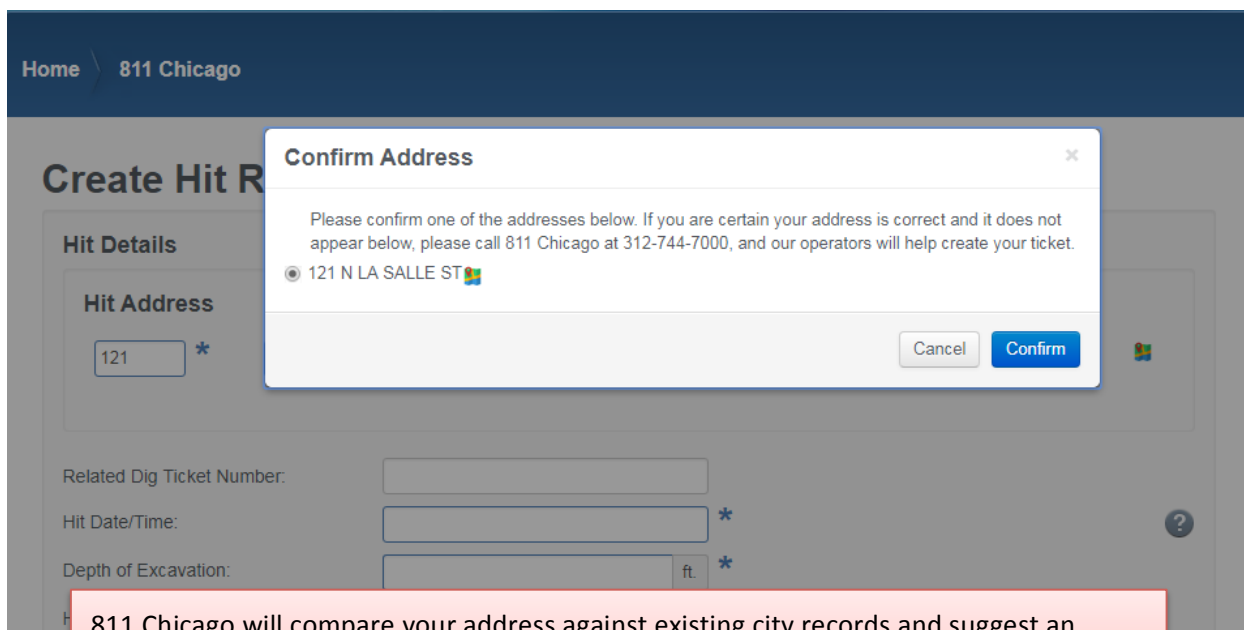 Home 811 Chicago
Create Hit R
Confirm Address ×
Please confirm one of the addresses below. If you are certain your address is correct and it does not
appear below, please call 811 Chicago at 312-744-7000, and our operators will help create your ticket.
121 N LA SALLE ST
Cancel Confirm
Hit Details
Hit Address
121 *
Related Dig Ticket Number:
Hit Date/Time: * ?
Depth of Excavation: ft. *
811 Chicago will compare your address against existing city records and suggest an